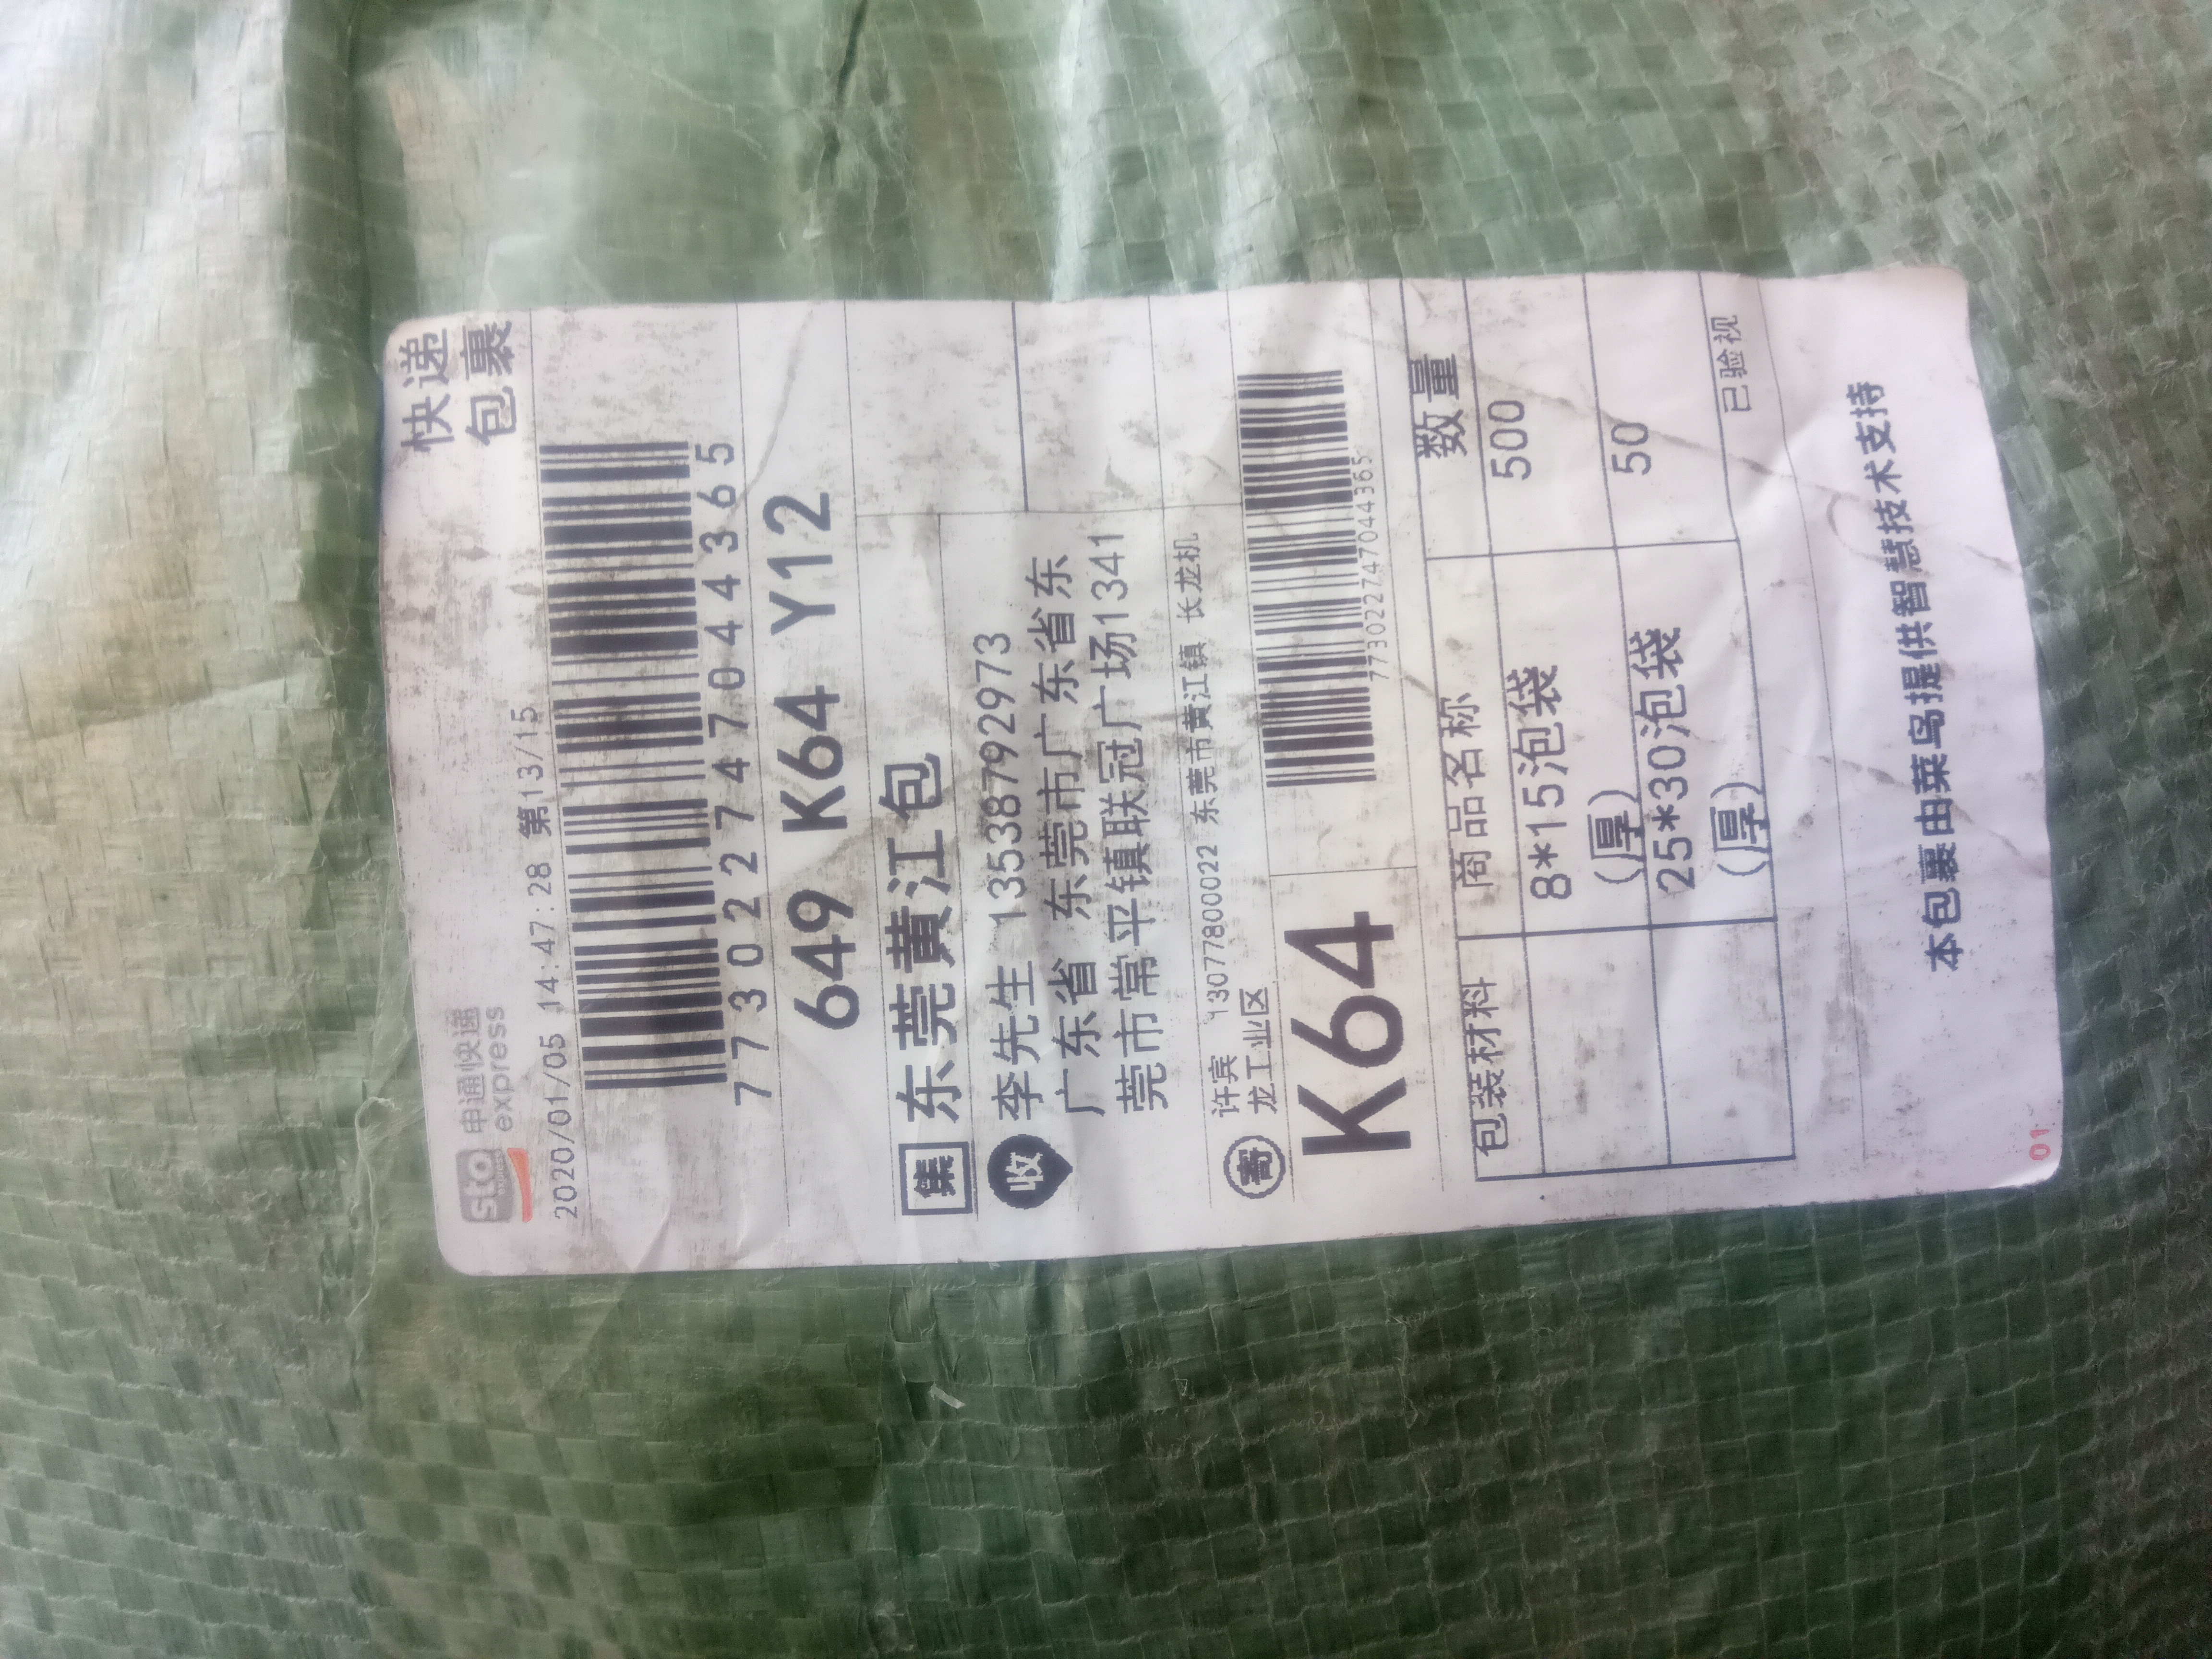 sto 申通快递
express
快递
包裹
2020/01/05 14:47:28 第13/15
773022747044365
649 K64 Y12
集 东莞黄江包
收 李先生 13538792973
广东省 东莞市广东省东
莞市常平镇联冠广场1341
寄 许宾 13077800022 东莞市黄江镇 长龙机
龙工业区
K64
773022747044365
包装材料 商品名称 数量
8*15泡袋 500
(厚)
25*30泡袋 50
(厚)
已验视
本包裹由菜鸟提供智慧技术支持
01